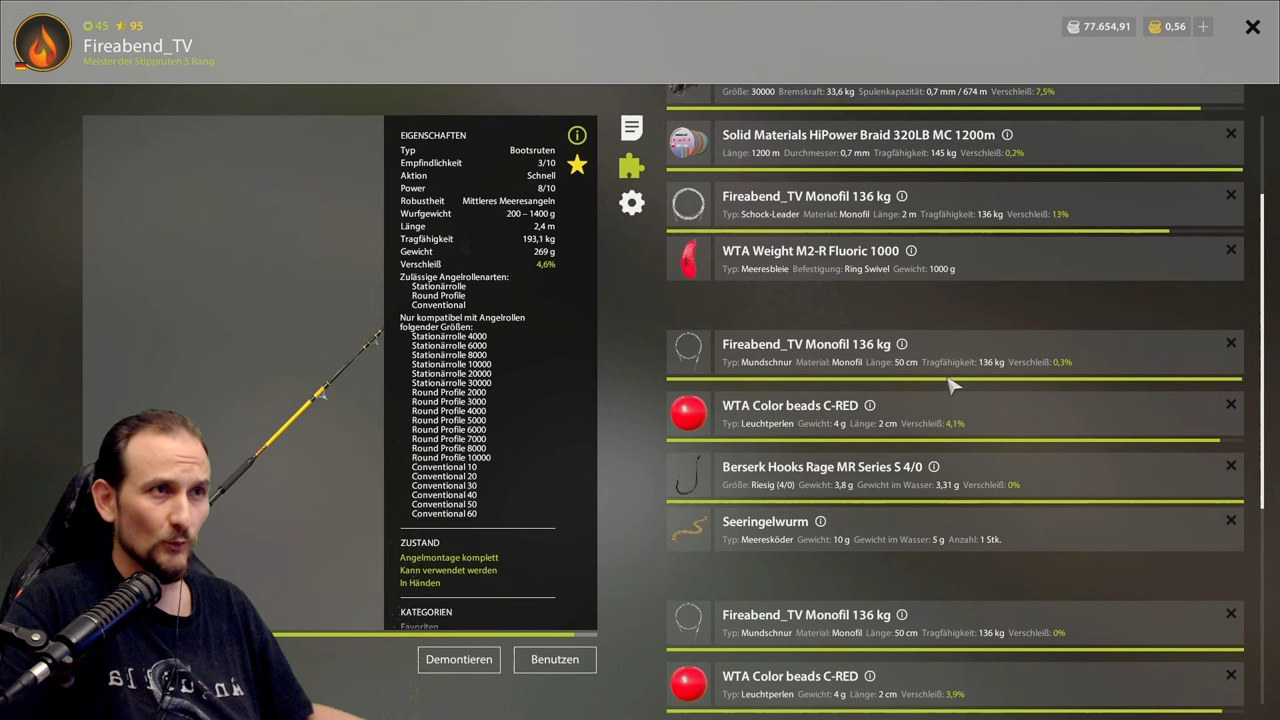 45 95
Fireabend_TV
Meister der Stippruten 5 Rang
77.654,91 0,56 +
EIGENSCHAFTEN
Typ Bootsruten
Empfindlichkeit 3/10
Aktion Schnell
Power 8/10
Robustheit Mittleres Meeresangeln
Wurfgewicht 200 – 1400 g
Länge 2,4 m
Tragfähigkeit 193,1 kg
Gewicht 269 g
Verschleiß 4,6%
Zulässige Angelrollenarten:
Stationärrolle
Round Profile
Conventional
Nur kompatibel mit Angelrollen
folgender Größen:
Stationärrolle 4000
Stationärrolle 6000
Stationärrolle 8000
Stationärrolle 10000
Stationärrolle 20000
Stationärrolle 30000
Round Profile 2000
Round Profile 3000
Round Profile 4000
Round Profile 5000
Round Profile 6000
Round Profile 7000
Round Profile 8000
Round Profile 10000
Conventional 10
Conventional 20
Conventional 30
Conventional 40
Conventional 50
Conventional 60
ZUSTAND
Angelmontage komplett
Kann verwendet werden
In Händen
KATEGORIEN
Favoriten
Demontieren Benutzen
Größe: 30000 Bremskraft: 33,6 kg Spulenkapazität: 0,7 mm / 674 m Verschleiß: 7,5%
Solid Materials HiPower Braid 320LB MC 1200m
Länge: 1200 m Durchmesser: 0,7 mm Tragfähigkeit: 145 kg Verschleiß: 0,2%
Fireabend_TV Monofil 136 kg
Typ: Schock-Leader Material: Monofil Länge: 2 m Tragfähigkeit: 136 kg Verschleiß: 13%
WTA Weight M2-R Fluoric 1000
Typ: Meeresbleie Befestigung: Ring Swivel Gewicht: 1000 g
Fireabend_TV Monofil 136 kg
Typ: Mundschnur Material: Monofil Länge: 50 cm Tragfähigkeit: 136 kg Verschleiß: 0,3%
WTA Color beads C-RED
Typ: Leuchtperlen Gewicht: 4 g Länge: 2 cm Verschleiß: 4,1%
Berserk Hooks Rage MR Series S 4/0
Größe: Riesig (4/0) Gewicht: 3,8 g Gewicht im Wasser: 3,31 g Verschleiß: 0%
Seeringelwurm
Typ: Meeresköder Gewicht: 10 g Gewicht im Wasser: 5 g Anzahl: 1 Stk.
Fireabend_TV Monofil 136 kg
Typ: Mundschnur Material: Monofil Länge: 50 cm Tragfähigkeit: 136 kg Verschleiß: 0%
WTA Color beads C-RED
Typ: Leuchtperlen Gewicht: 4 g Länge: 2 cm Verschleiß: 3,9%